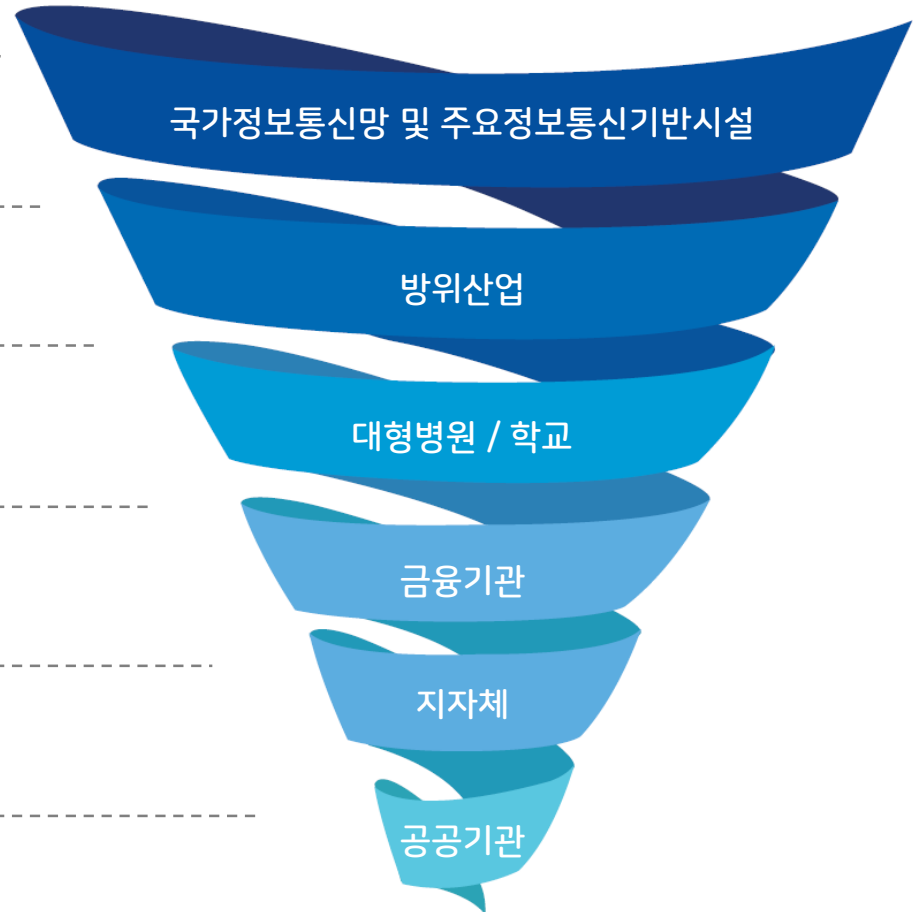 국가정보통신망 및 주요정보통신기반시설
방위산업
대형병원 / 학교
금융기관
지자체
공공기관